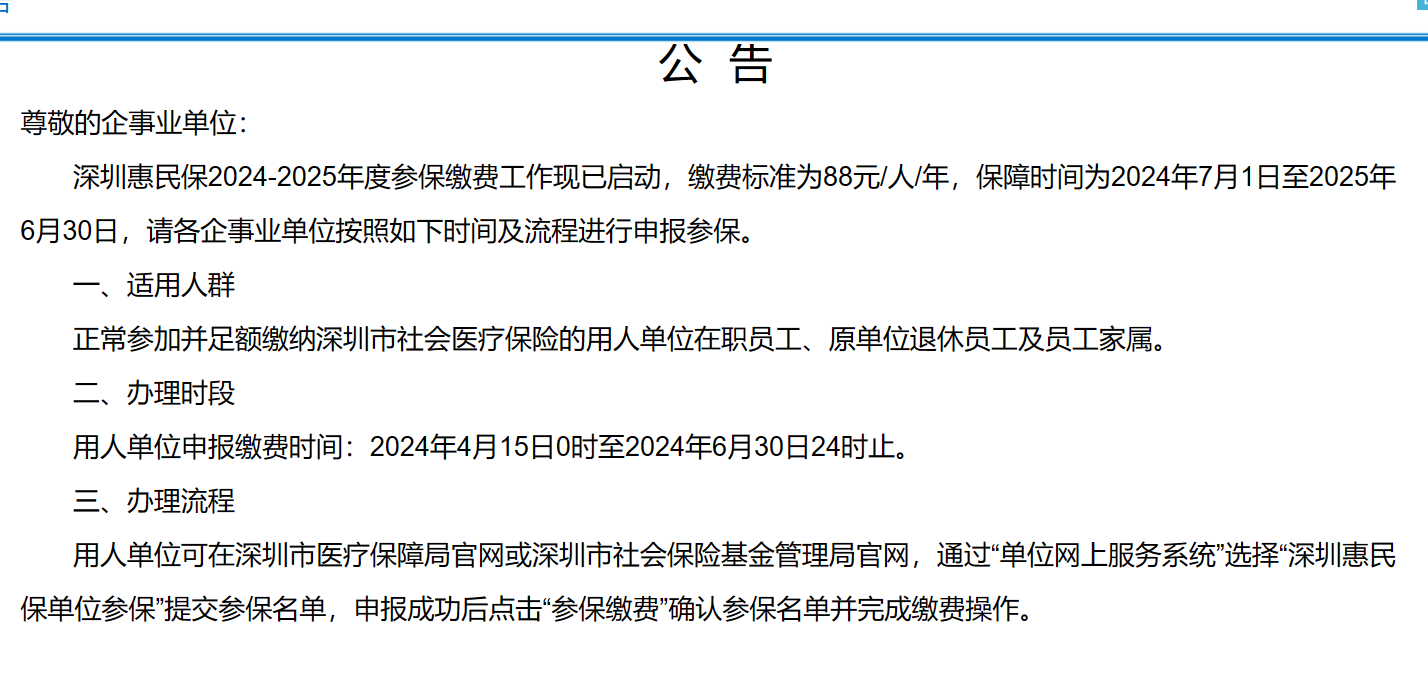 公 告
尊敬的企事业单位：
深圳惠民保2024-2025年度参保缴费工作现已启动，缴费标准为88元/人/年，保障时间为2024年7月1日至2025年
6月30日，请各企事业单位按照如下时间及流程进行申报参保。
一、适用人群
正常参加并足额缴纳深圳市社会医疗保险的用人单位在职员工、原单位退休员工及员工家属。
二、办理时段
用人单位申报缴费时间：2024年4月15日0时至2024年6月30日24时止。
三、办理流程
用人单位可在深圳市医疗保障局官网或深圳市社会保险基金管理局官网，通过“单位网上服务系统”选择“深圳惠民
保单位参保”提交参保名单，申报成功后点击“参保缴费”确认参保名单并完成缴费操作。